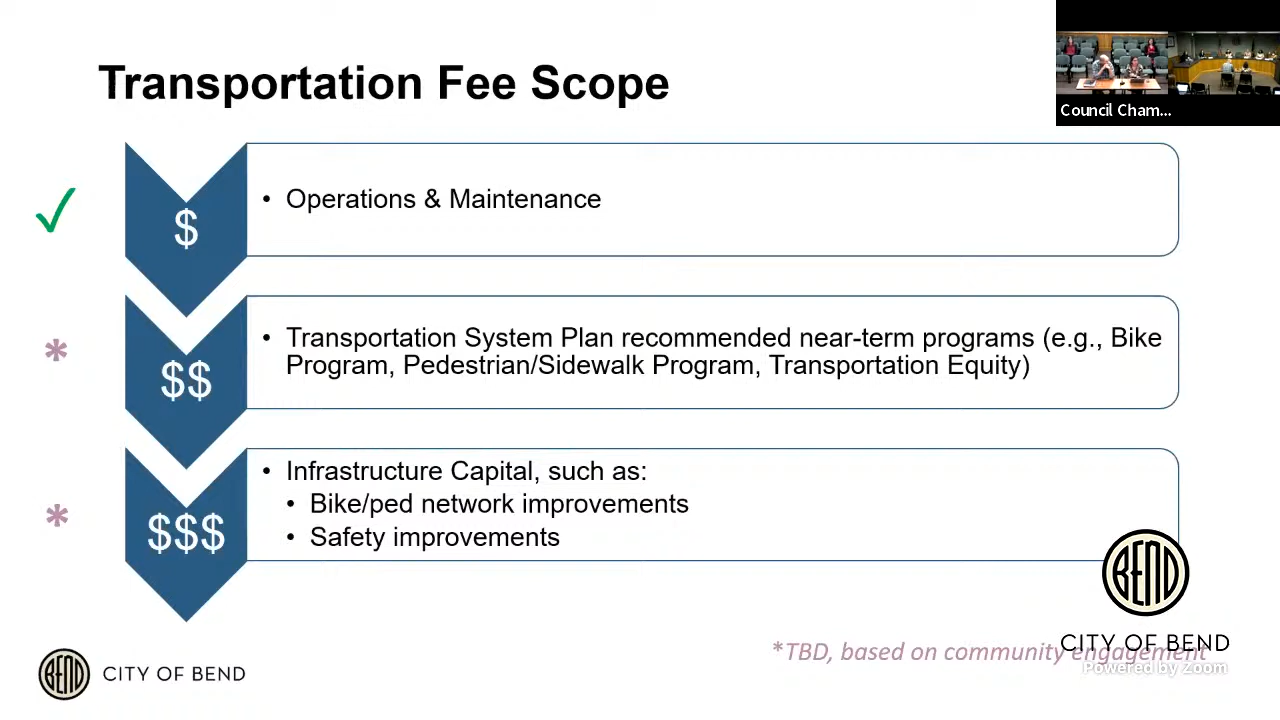 Transportation Fee Scope
Council Cham...
✓
$
• Operations & Maintenance
*
$$
• Transportation System Plan recommended near-term programs (e.g., Bike
Program, Pedestrian/Sidewalk Program, Transportation Equity)
*
$$$
• Infrastructure Capital, such as:
• Bike/ped network improvements
• Safety improvements
BEND
CITY OF BEND
*TBD, based on community engagement
Powered by Zoom
BEND
CITY OF BEND